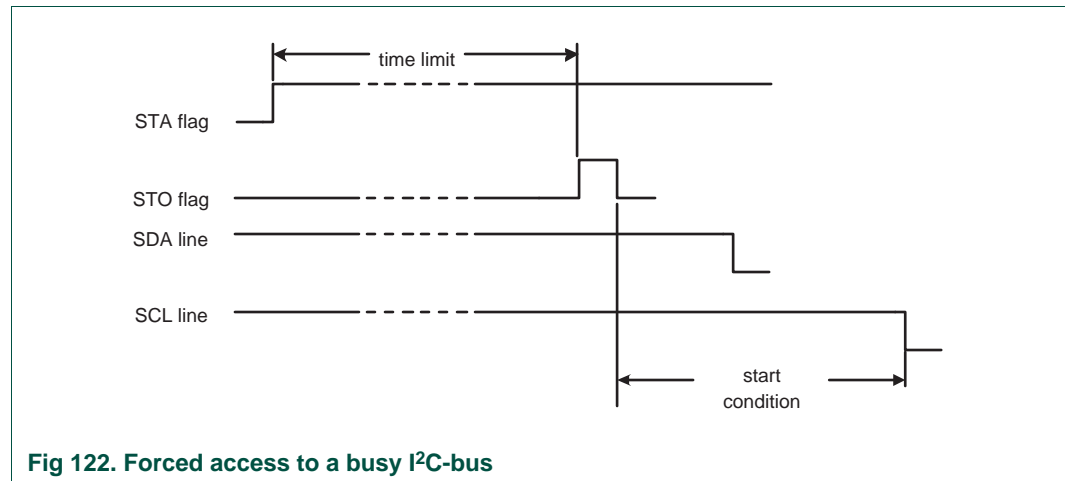 time limit
STA flag
STO flag
SDA line
SCL line
start
condition
Fig 122. Forced access to a busy I²C-bus